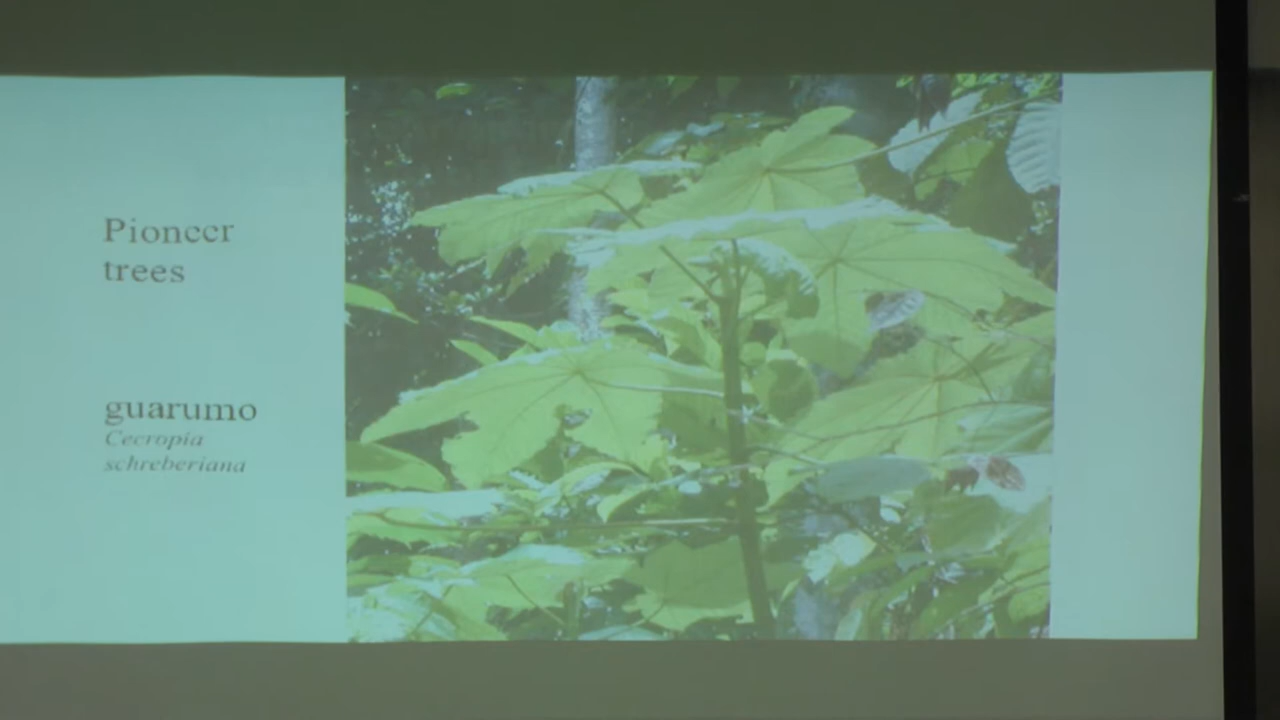 Pioneer
trees
guarumo
Cecropia
schreberiana